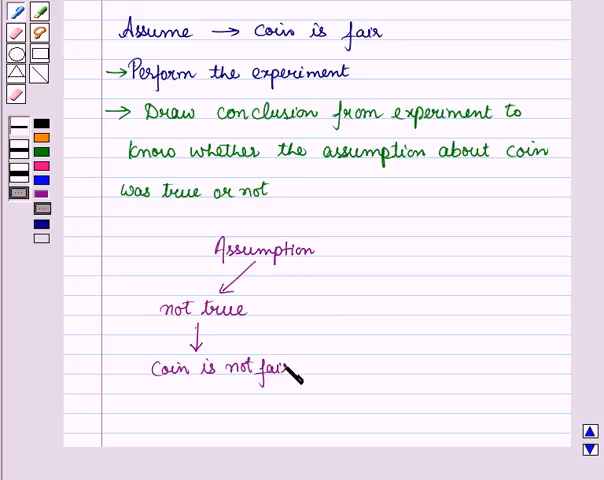 Assume → Coin is fair
→ Perform the experiment
→ Draw conclusion from experiment to
know whether the assumption about coin
was true or not
Assumption
not true
Coin is not fair